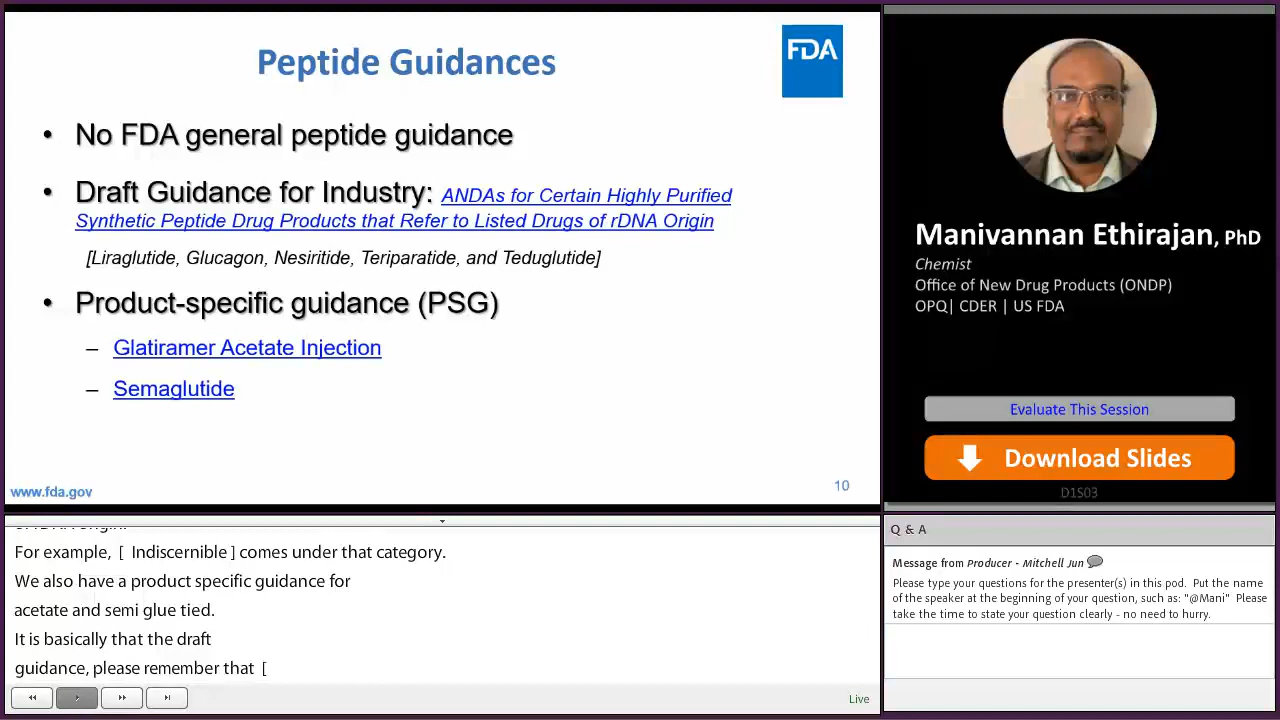 Peptide Guidances
FDA
• No FDA general peptide guidance
• Draft Guidance for Industry: ANDAs for Certain Highly Purified
Synthetic Peptide Drug Products that Refer to Listed Drugs of rDNA Origin
[Liraglutide, Glucagon, Nesiritide, Teriparatide, and Teduglutide]
• Product-specific guidance (PSG)
– Glatiramer Acetate Injection
– Semaglutide
www.fda.gov
10
Manivannan Ethirajan, PhD
Chemist
Office of New Drug Products (ONDP)
OPQ| CDER | US FDA
Evaluate This Session
Download Slides
D1S03
For example, [ Indiscernible ] comes under that category.
We also have a product specific guidance for
acetate and semi glue tied.
It is basically that the draft
guidance, please remember that [
Live
Q & A
Message from Producer - Mitchell Jun
Please type your questions for the presenter(s) in this pod. Put the name
of the speaker at the beginning of your question, such as: "@Mani" Please
take the time to state your question clearly - no need to hurry.